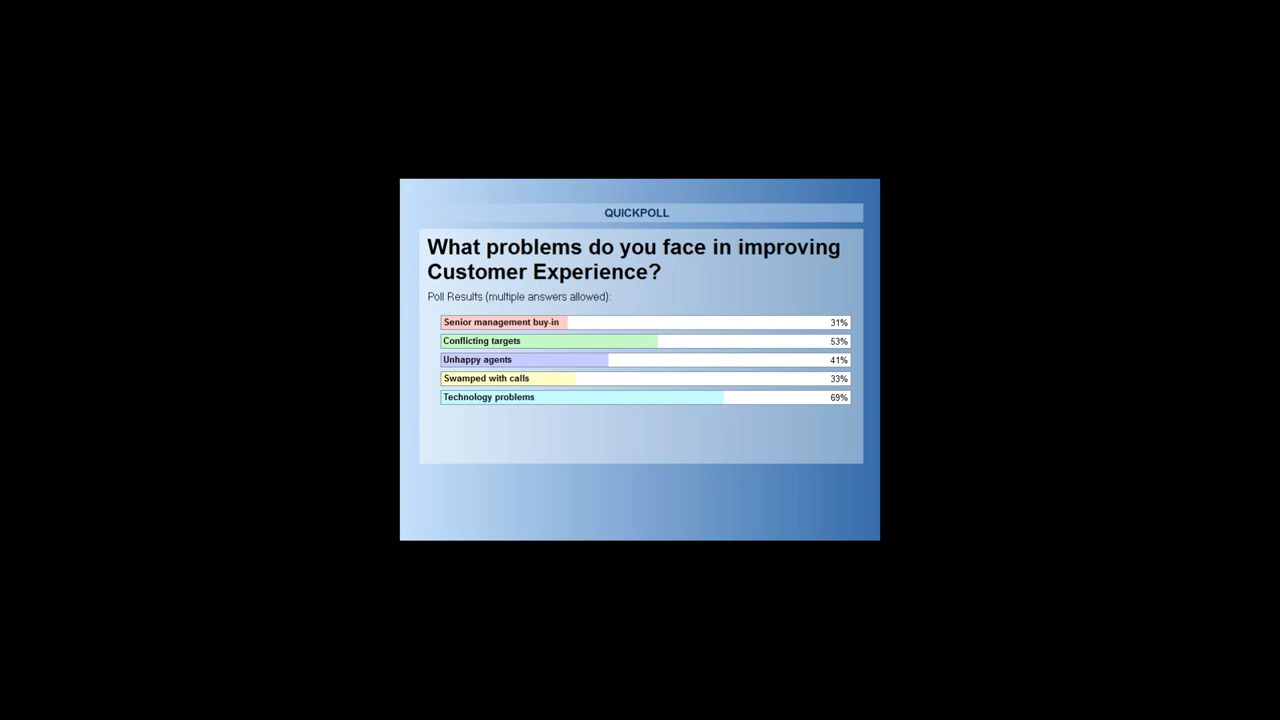 QUICKPOLL
What problems do you face in improving
Customer Experience?
Poll Results (multiple answers allowed):
Senior management buy-in 31%
Conflicting targets 53%
Unhappy agents 41%
Swamped with calls 33%
Technology problems 69%